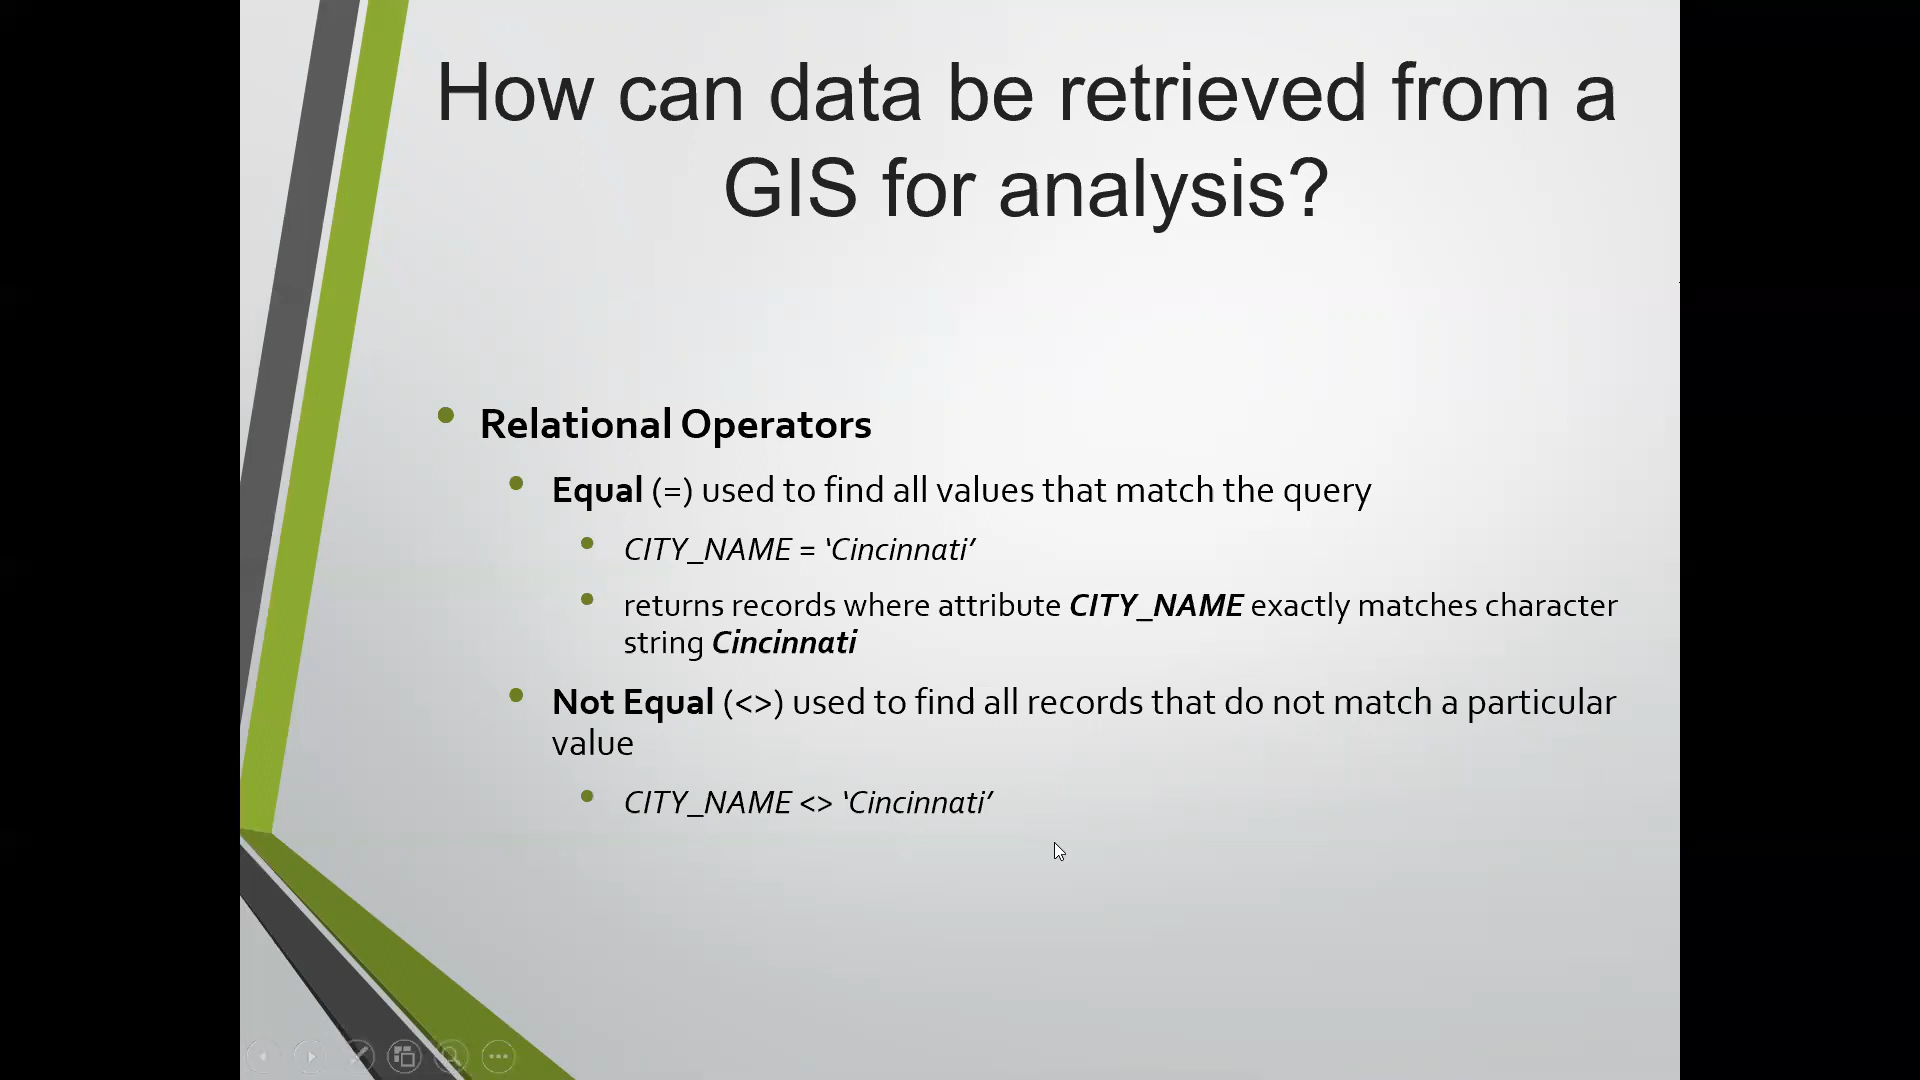 How can data be retrieved from a
GIS for analysis?
Relational Operators
Equal (=) used to find all values that match the query
CITY_NAME = ‘Cincinnati’
returns records where attribute CITY_NAME exactly matches character
string Cincinnati
Not Equal (<>) used to find all records that do not match a particular
value
CITY_NAME <> ‘Cincinnati’